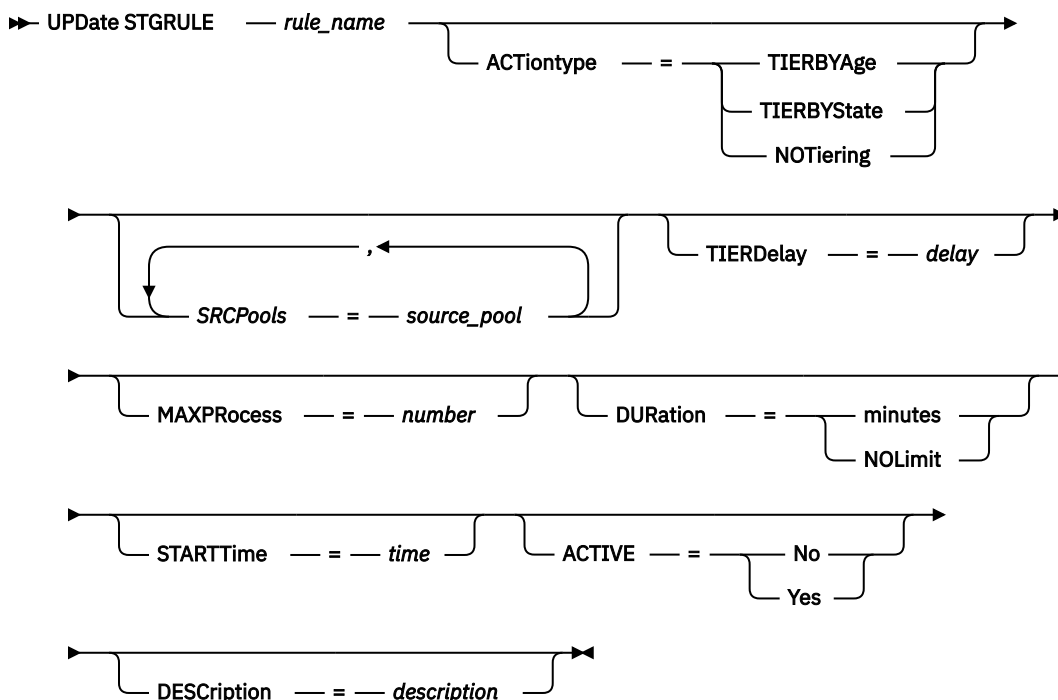 UPDate STGRULE — rule_name
ACTiontype — = — TIERBYAge
TIERBYState
NOTiering
,
SRCPools — = — source_pool
TIERDelay — = — delay
MAXPRocess — = — number
DURation — = — minutes
NOLimit
STARTTime — = — time
ACTIVE — = — No
Yes
DESCription — = — description